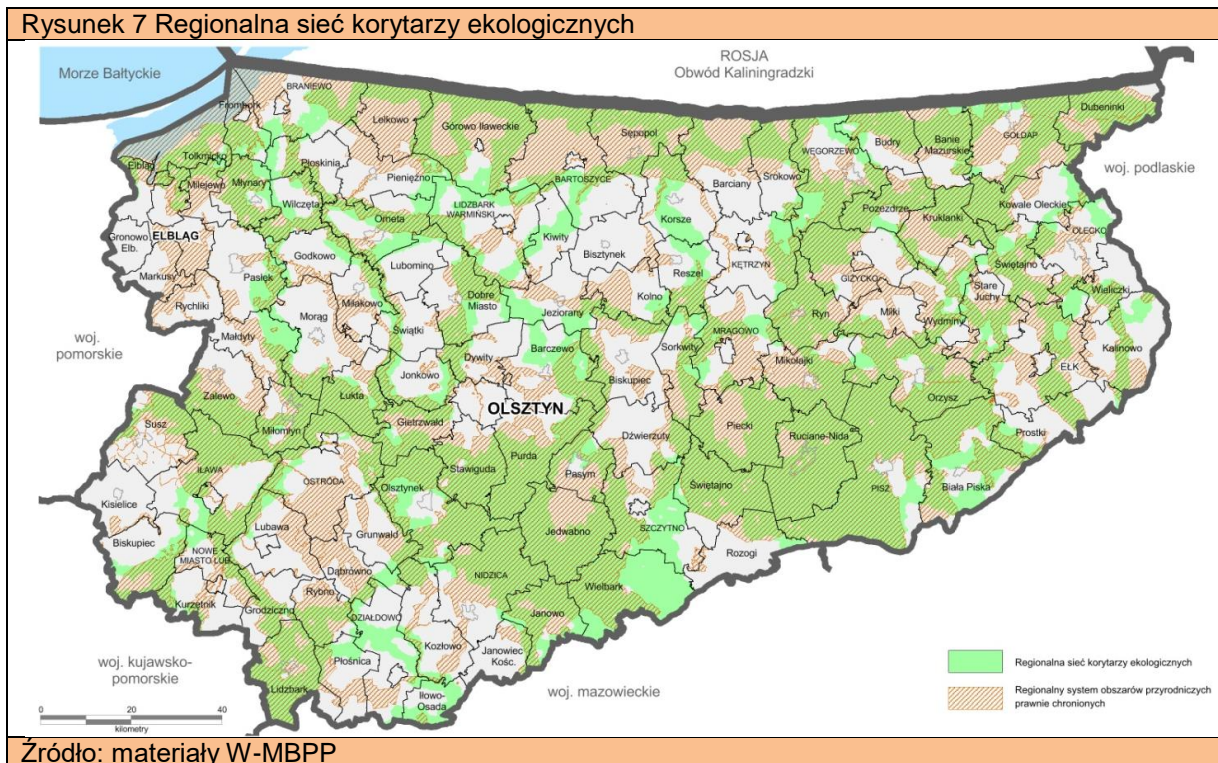 Rysunek 7 Regionalna sieć korytarzy ekologicznych
ROSJA
Obwód Kaliningradzki
Morze Bałtyckie
BRANIEWO
Frombork
Lelkowo
Górowo Iławeckie
Sępopol
Dubeninki
GOŁDAP
Banie
Mazurskie
Budry
WĘGORZEWO
Srokowo
Barciany
BARTOSZYCE
Płoskinia
Pieniężno
Tolkmicko
Elbląg
Milejewo
Młynary
Wilczęta
LIDZBARK
WARMIŃSKI
Orneta
Korsze
Pozezdrze
Kruklanki
Kowale Oleckie
woj. podlaskie
OLECKO
Gronowo
Elb.
ELBLĄG
Markusy
Pasłęk
Godkowo
Lubomino
Kiwity
Bisztynek
Reszel
KĘTRZYN
GIŻYCKO
Świętajno
Stare
Juchy
Wieliczki
Rychliki
Morąg
Miłakowo
Dobre
Miasto
Jeziorany
Kolno
Ryn
Miłki
Wydminy
Kalinowo
Małdyty
Świątki
Barczewo
Sorkwity
MRĄGOWO
Mikołajki
EŁK
woj.
pomorskie
Dywity
Jonkowo
Biskupiec
Orzysz
Zalewo
Łukta
OLSZTYN
Gietrzwałd
Piecki
Ruciane-Nida
Prostki
Susz
Miłomłyn
Dźwierzuty
Purda
Stawiguda
Pasym
IŁAWA
OSTRÓDA
Olsztynek
Świętajno
PISZ
Biała Piska
Kisielice
Lubawa
Grunwald
Jedwabno
SZCZYTNO
Rozogi
Biskupiec
NOWE
MIASTO LUB.
Dąbrówno
NIDZICA
Wielbark
Kurzętnik
Grodziczno
Rybno
DZIAŁDOWO
Janowo
Kozłowo
Janowiec
Kośc.
Płośnica
woj. kujawsko-
pomorskie
Lidzbark
Iłowo-
Osada
woj. mazowieckie
Regionalna sieć korytarzy ekologicznych
Regionalny system obszarów przyrodniczych
prawnie chronionych
0 20 40
kilometry
Źródło: materiały W-MBPP